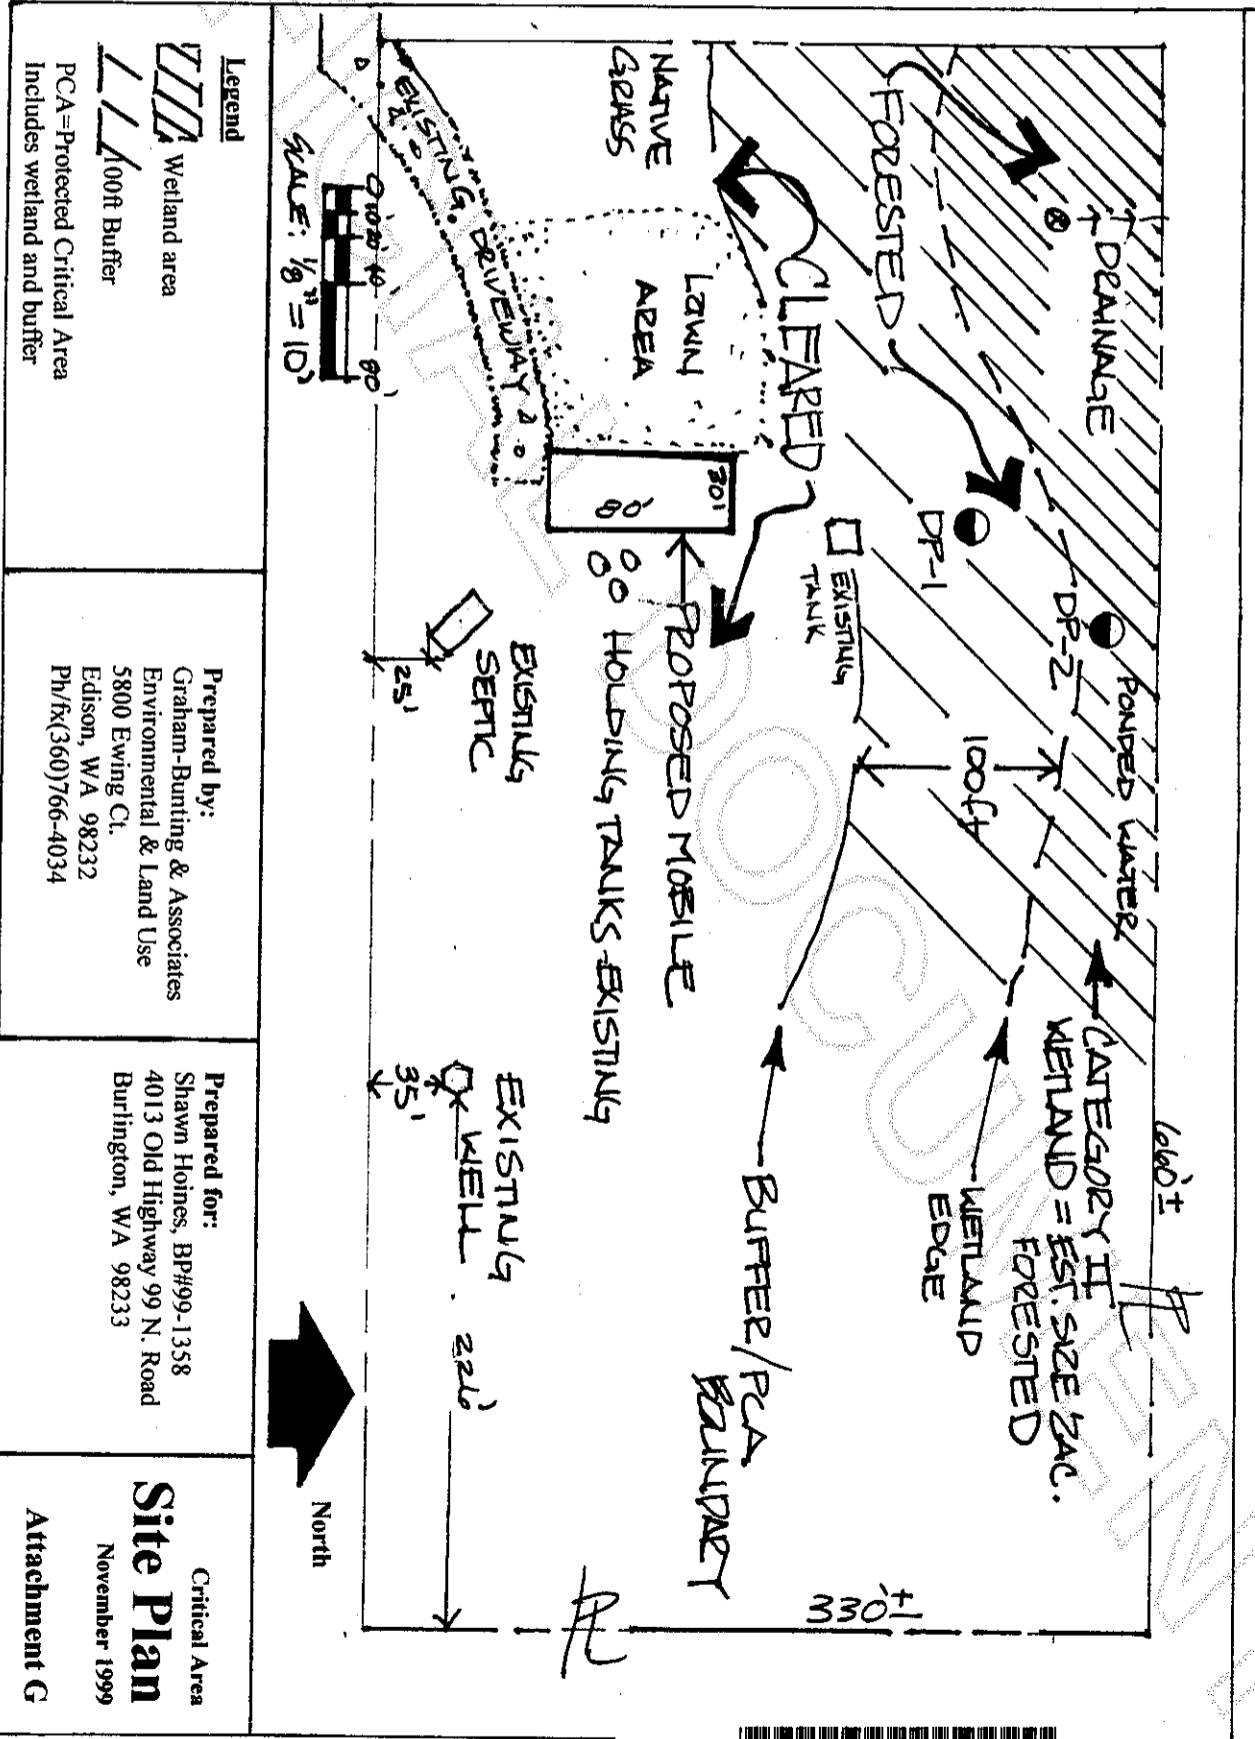 660'±
PL
DRAINAGE
FORESTED
PONDED WATER
CATEGORY II
WETLAND = EST. SIZE 2AC.
FORESTED
DP-2
DP-1
100ft
WETLAND
EDGE
NATIVE
GRASS
CLEARED
EXISTING
TANK
BUFFER/PCA
BOUNDARY
330'±
LAWN
AREA
30'
80'
PROPOSED MOBILE
HOLDING TANKS-EXISTING
PL
EXISTING DRIVEWAY
EXISTING
SEPTIC
25'
EXISTING
WELL
226'
35'
0 10' 20' 40' 80'
SCALE: 1/8" = 10'
North
Legend
Wetland area
100ft Buffer
PCA=Protected Critical Area
Includes wetland and buffer
Prepared by:
Graham-Bunting & Associates
Environmental & Land Use
5800 Ewing Ct.
Edison, WA 98232
Ph/fx(360)766-4034
Prepared for:
Shawn Hoines, BP#99-1358
4013 Old Highway 99 N. Road
Burlington, WA 98233
Critical Area
Site Plan
November 1999
Attachment G
DOCUMENT